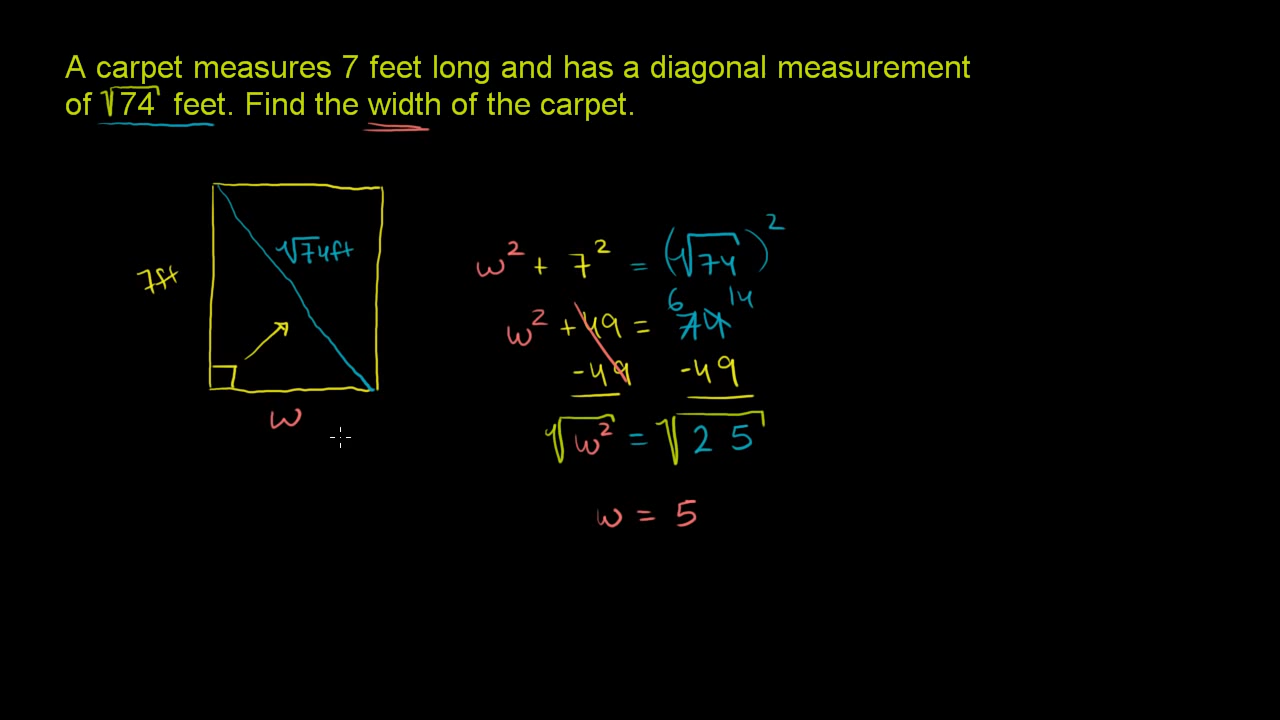 A carpet measures 7 feet long and has a diagonal measurement
of √74 feet. Find the width of the carpet.
√74ft
7ft
w
w² + 7² = (√74)²
6 14
w² + 49 = 74
-49 -49
√w² = √25
w = 5